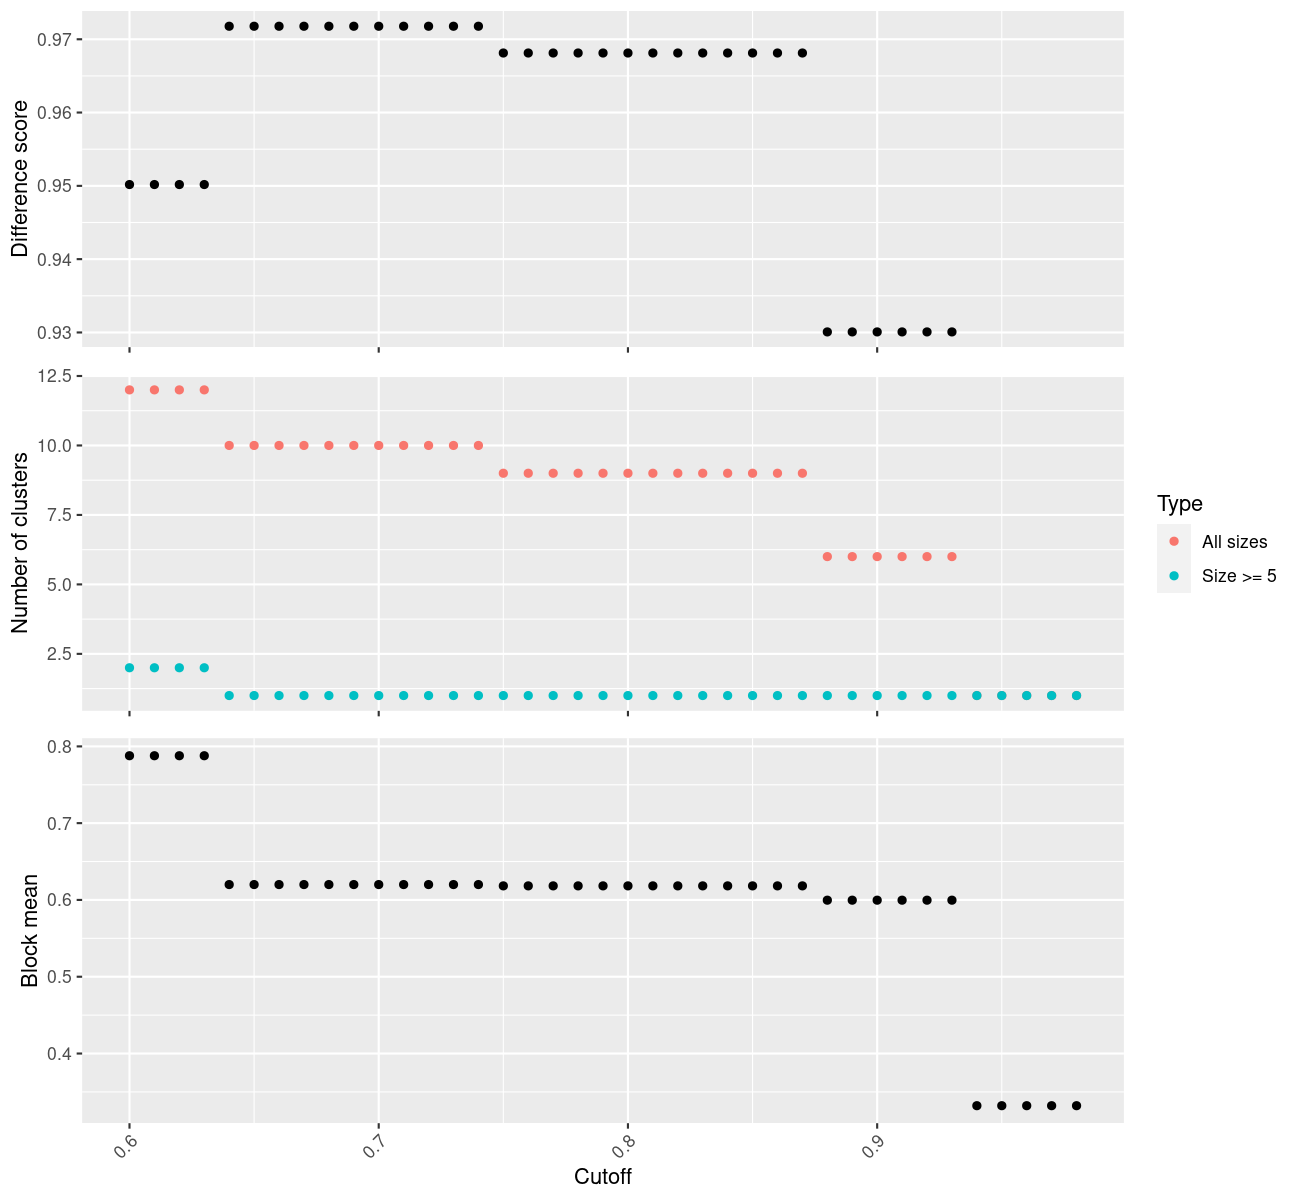 Difference score
0.97
0.96
0.95
0.94
0.93
Number of clusters
12.5
10.0
7.5
5.0
2.5
Type
All sizes
Size >= 5
Block mean
0.8
0.7
0.6
0.5
0.4
0.6
0.7
0.8
0.9
Cutoff